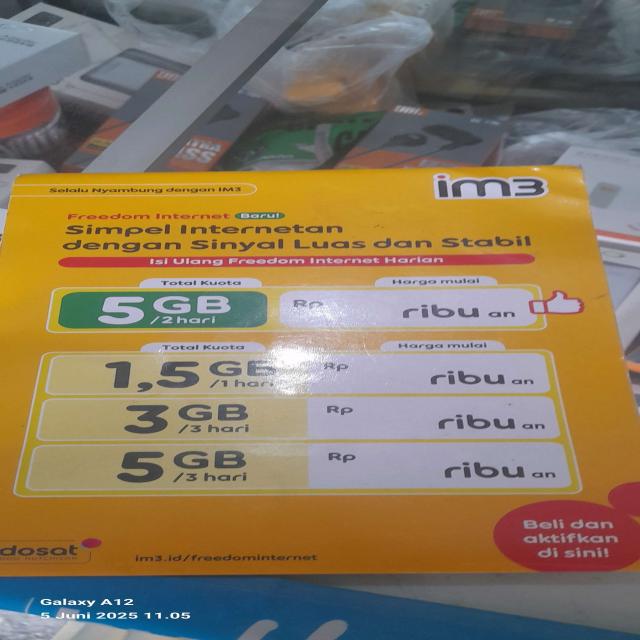 Selalu Nyambung dengan IM3
im3
Freedom Internet Baru!
Simpel Internetan
dengan Sinyal Luas dan Stabil
Isi Ulang Freedom Internet Harian
Total Kuota Harga mulai
5 GB /2 hari Rp ribu an
Total Kuota Harga mulai
1,5 GB /1 hari Rp ribu an
3 GB /3 hari Rp ribu an
5 GB /3 hari Rp ribu an
Beli dan
aktifkan
di sini!
dosat
im3.id/freedominternet
Galaxy A12
5 Juni 2025 11.05